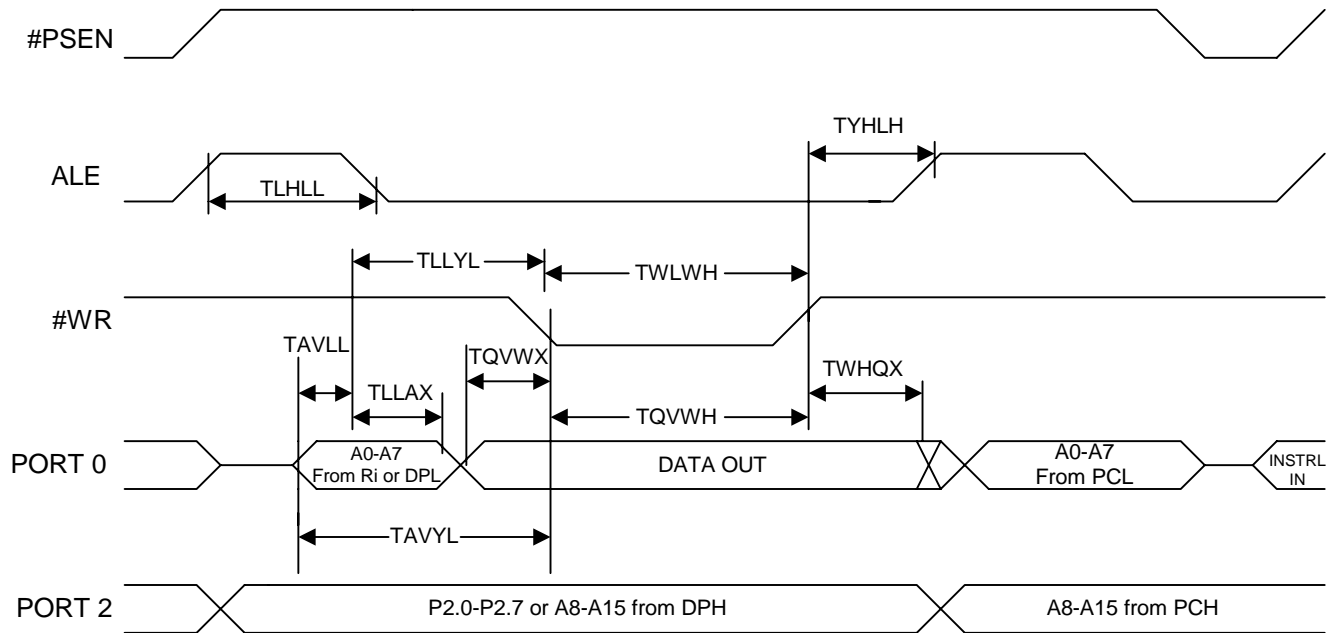 #PSEN
TYHLH
ALE
TLHLL
TLLYL
TWLWH
#WR
TAVLL
TQVWX
TWHQX
TLLAX
TQVWH
PORT 0
A0-A7
From Ri or DPL
DATA OUT
A0-A7
From PCL
INSTRL
IN
TAVYL
PORT 2
P2.0-P2.7 or A8-A15 from DPH
A8-A15 from PCH